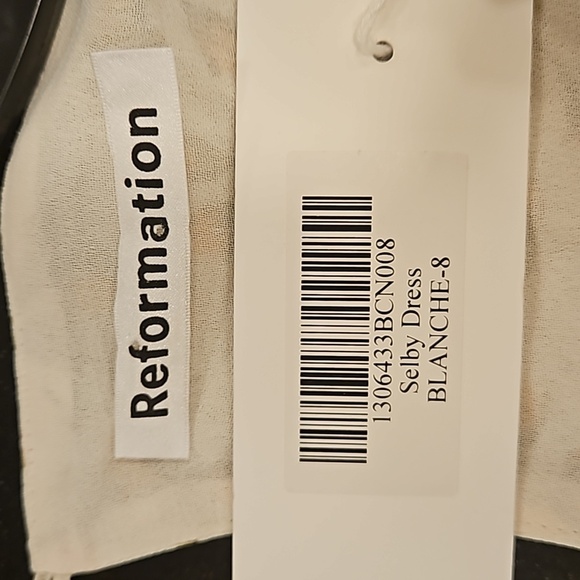 Reformation
1306433BCN008
Selby Dress
BLANCHE-8